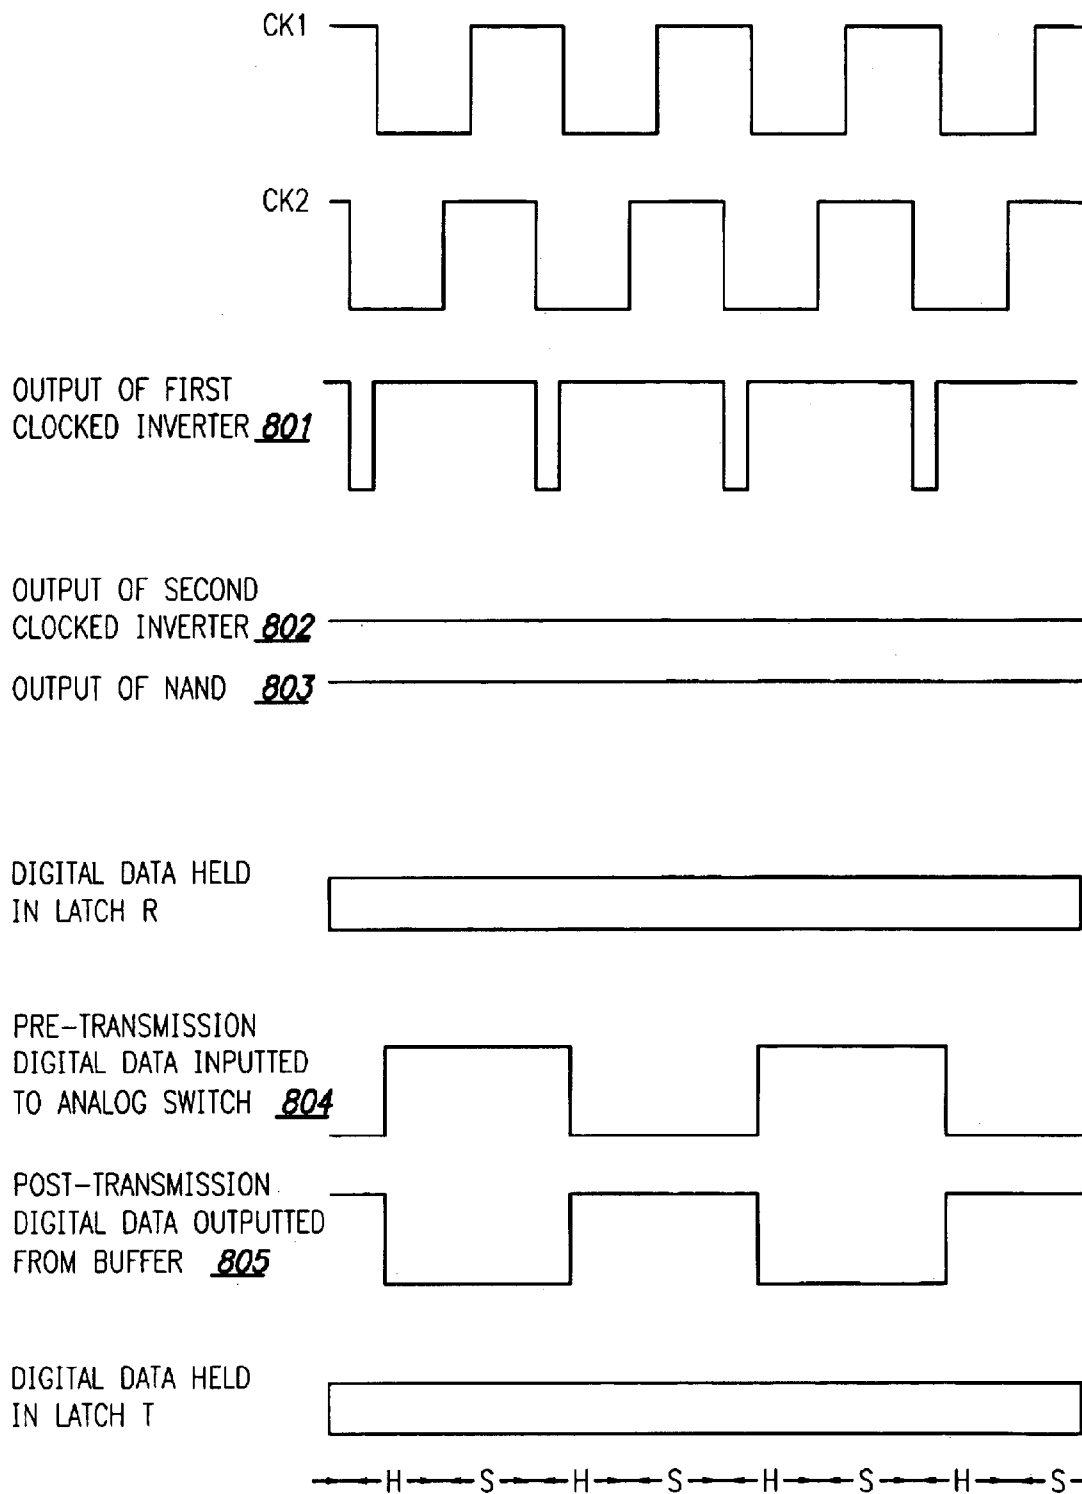 CK1
CK2
OUTPUT OF FIRST
CLOCKED INVERTER 801
OUTPUT OF SECOND
CLOCKED INVERTER 802
OUTPUT OF NAND 803
DIGITAL DATA HELD
IN LATCH R
PRE-TRANSMISSION
DIGITAL DATA INPUTTED
TO ANALOG SWITCH 804
POST-TRANSMISSION
DIGITAL DATA OUTPUTTED
FROM BUFFER 805
DIGITAL DATA HELD
IN LATCH T
H S H S H S H S